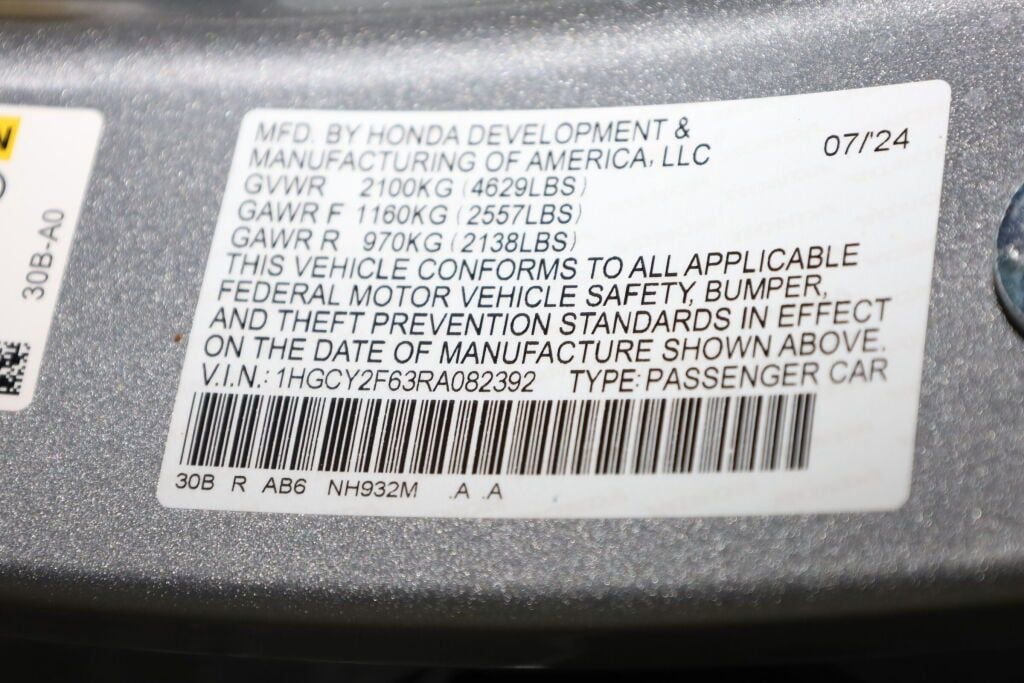 N
30B-A0
MFD. BY HONDA DEVELOPMENT &
MANUFACTURING OF AMERICA, LLC
07/'24
GVWR 2100KG (4629LBS)
GAWR F 1160KG (2557LBS)
GAWR R 970KG (2138LBS)
THIS VEHICLE CONFORMS TO ALL APPLICABLE
FEDERAL MOTOR VEHICLE SAFETY, BUMPER,
AND THEFT PREVENTION STANDARDS IN EFFECT
ON THE DATE OF MANUFACTURE SHOWN ABOVE.
V.I.N.: 1HGCY2F63RA082392 TYPE: PASSENGER CAR
30B R AB6 NH932M .A .A